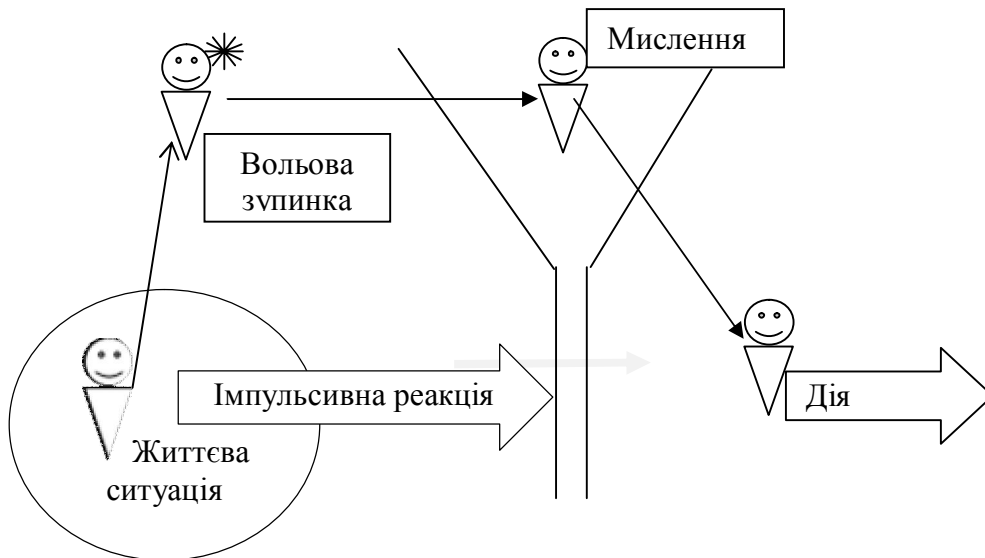 Мислення
Вольова
зупинка
Імпульсивна реакція
Дія
Життєва
ситуація